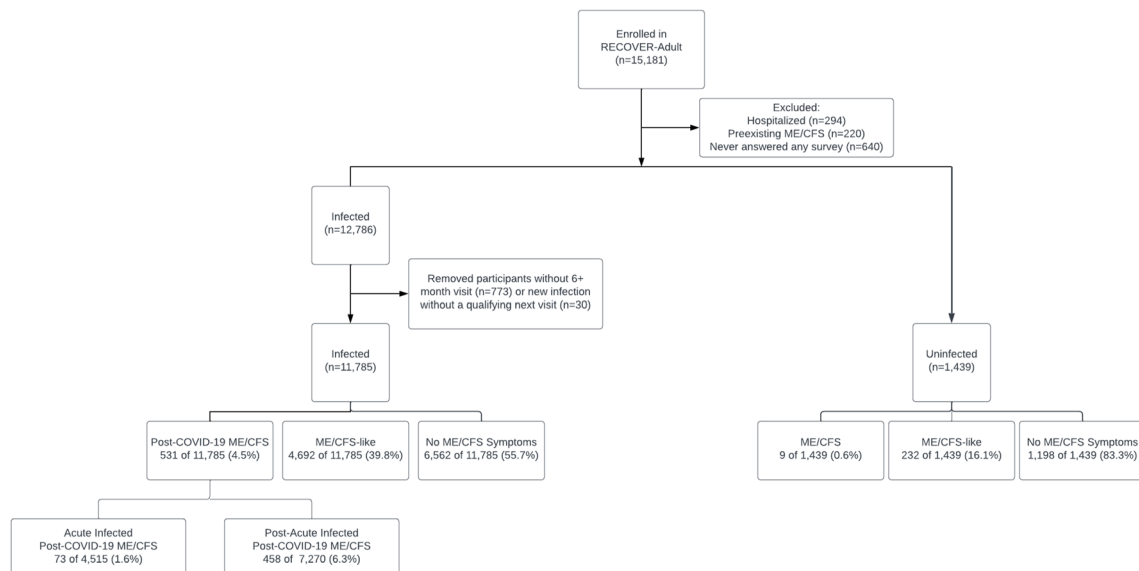 Enrolled in
RECOVER-Adult
(n=15,181)
Excluded:
Hospitalized (n=294)
Preexisting ME/CFS (n=220)
Never answered any survey (n=640)
Infected
(n=12,786)
Removed participants without 6+
month visit (n=773) or new infection
without a qualifying next visit (n=30)
Infected
(n=11,785)
Uninfected
(n=1,439)
Post-COVID-19 ME/CFS
531 of 11,785 (4.5%)
ME/CFS-like
4,692 of 11,785 (39.8%)
No ME/CFS Symptoms
6,562 of 11,785 (55.7%)
ME/CFS
9 of 1,439 (0.6%)
ME/CFS-like
232 of 1,439 (16.1%)
No ME/CFS Symptoms
1,198 of 1,439 (83.3%)
Acute Infected
Post-COVID-19 ME/CFS
73 of 4,515 (1.6%)
Post-Acute Infected
Post-COVID-19 ME/CFS
458 of 7,270 (6.3%)